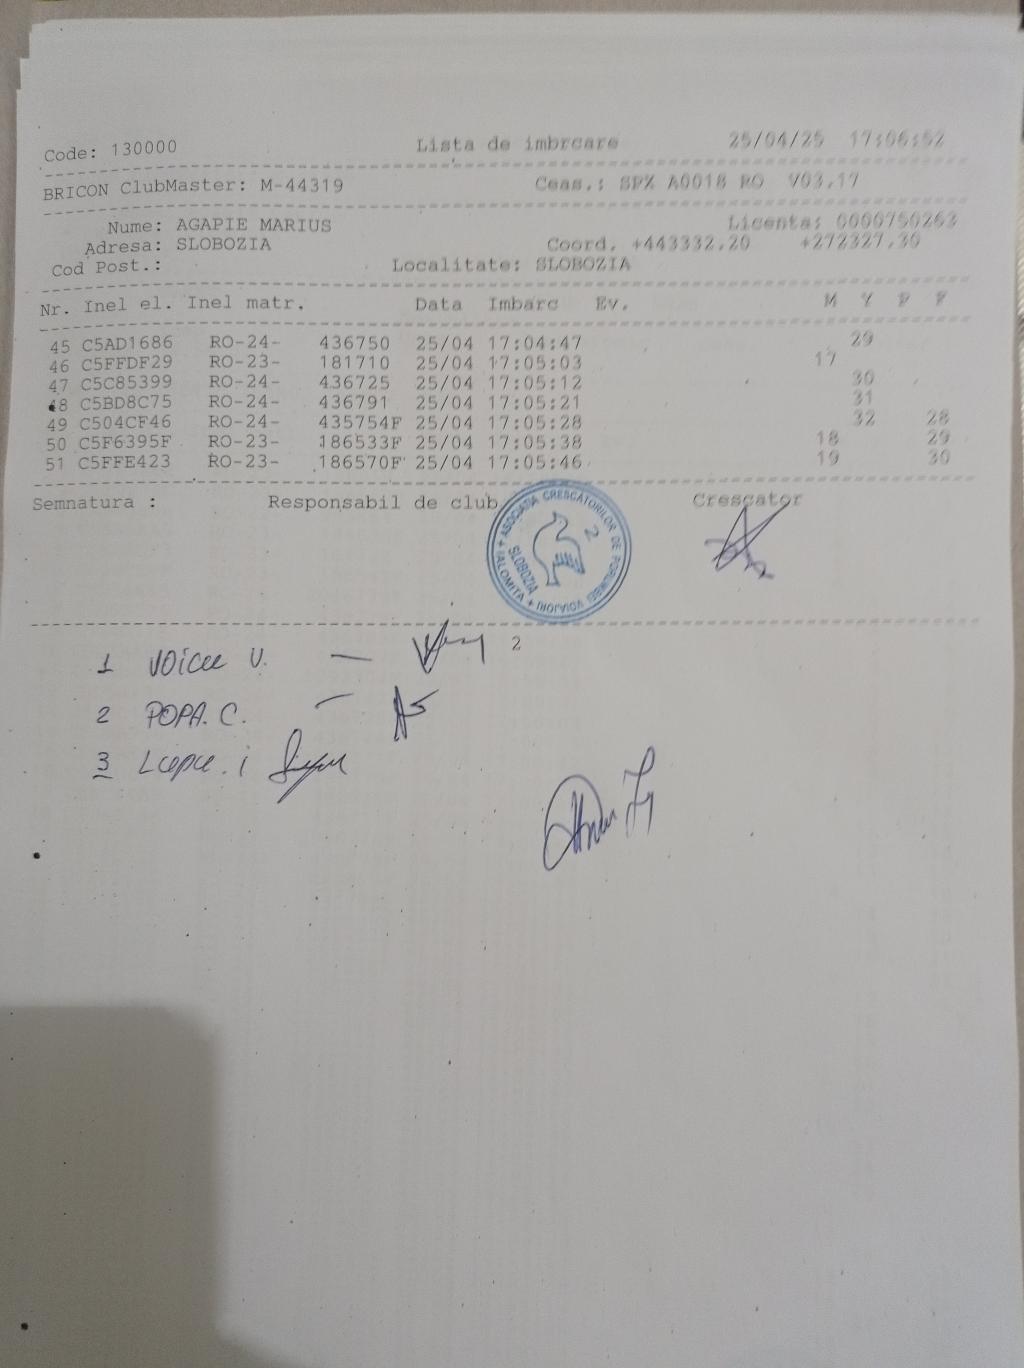 Code: 130000 Lista de imbrcare 25/04/25 17:06:52
BRICON ClubMaster: M-44319 Ceas.: SPX A0018 RO V03.17
Nume: AGAPIE MARIUS Licenta: 0000750263
Adresa: SLOBOZIA Coord. +443332,20 +272327,30
Cod Post.: Localitate: SLOBOZIA
Nr. Inel el. Inel matr. Data Imbarc Ev. M Y P F
45 C5AD1686 RO-24- 436750 25/04 17:04:47 29
46 C5FFDF29 RO-23- 181710 25/04 17:05:03 17
47 C5C85399 RO-24- 436725 25/04 17:05:12 30
48 C5BD8C75 RO-24- 436791 25/04 17:05:21 31
49 C504CF46 RO-24- 435754F 25/04 17:05:28 32 28
50 C5F6395F RO-23- 186533F 25/04 17:05:38 18 29
51 C5FFE423 RO-23- 186570F 25/04 17:05:46 19 30
Semnatura : Responsabil de club Crescator
ASOCIATIA CRESCATORILOR DE PORUMBEI VOIAJORI
IALOMITA
SLOBOZIA
2
2
1 VOICU V.
2 POPA. C.
3